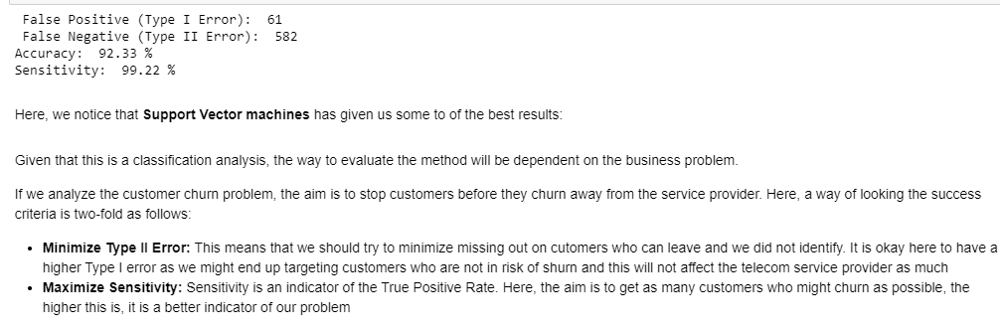 False Positive (Type I Error): 61
False Negative (Type II Error): 582
Accuracy: 92.33 %
Sensitivity: 99.22 %
Here, we notice that Support Vector machines has given us some to of the best results:
Given that this is a classification analysis, the way to evaluate the method will be dependent on the business problem.
If we analyze the customer churn problem, the aim is to stop customers before they churn away from the service provider. Here, a way of looking the success
criteria is two-fold as follows:
• Minimize Type II Error: This means that we should try to minimize missing out on cutomers who can leave and we did not identify. It is okay here to have a
higher Type I error as we might end up targeting customers who are not in risk of shurn and this will not affect the telecom service provider as much
• Maximize Sensitivity: Sensitivity is an indicator of the True Positive Rate. Here, the aim is to get as many customers who might churn as possible, the
higher this is, it is a better indicator of our problem